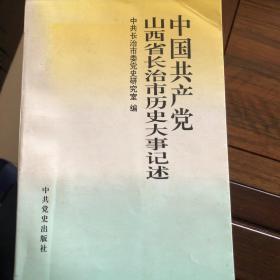 中国共产党
山西省长治市历史大事记述
中共长治市委党史研究室 编
中共党史出版社